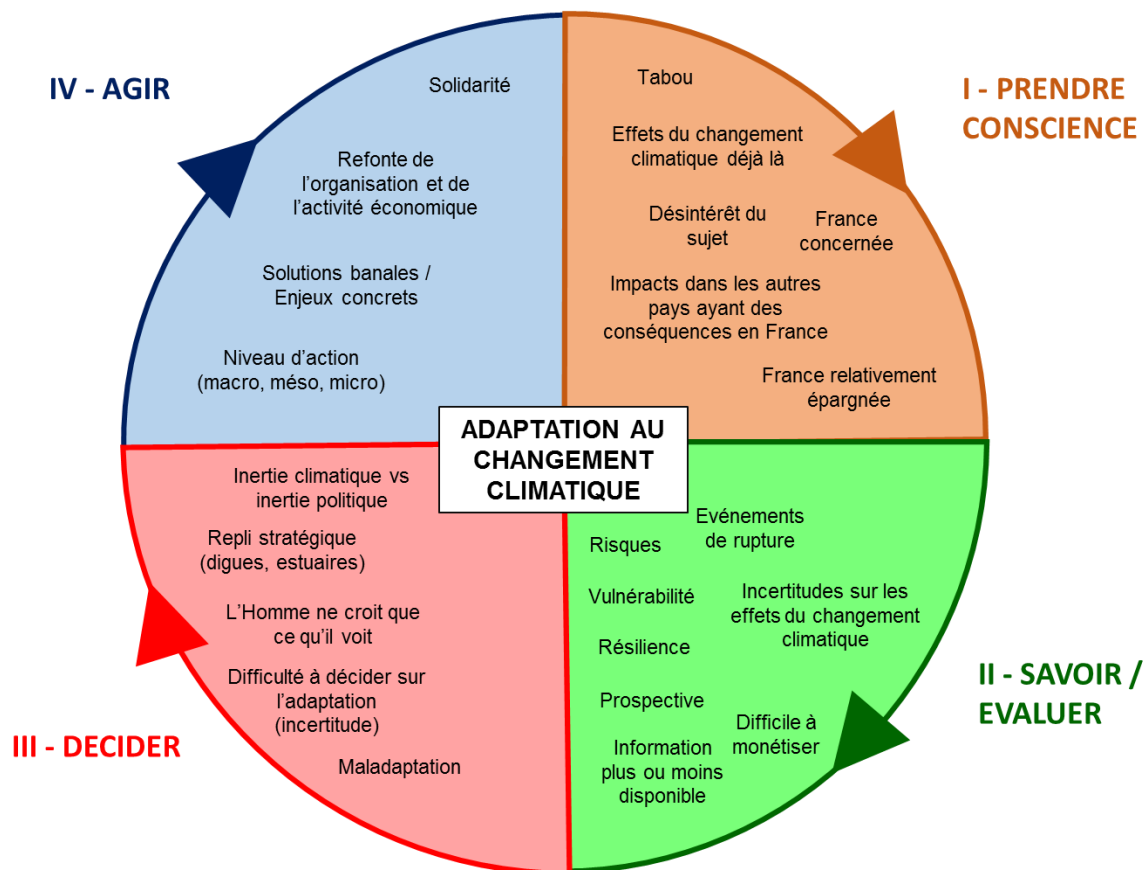 IV - AGIR
Solidarité
Refonte de
l'organisation et de
l'activité économique
Solutions banales /
Enjeux concrets
Niveau d'action
(macro, méso, micro)
I - PRENDRE
CONSCIENCE
Tabou
Effets du changement
climatique déjà là
Désintérêt du
sujet
France
concernée
Impacts dans les autres
pays ayant des
conséquences en France
France relativement
épargnée
ADAPTATION AU
CHANGEMENT
CLIMATIQUE
Inertie climatique vs
inertie politique
Repli stratégique
(digues, estuaires)
L'Homme ne croit que
ce qu'il voit
Difficulté à décider sur
l'adaptation
(incertitude)
Maladaptation
III - DECIDER
Evénements
de rupture
Risques
Vulnérabilité
Incertitudes sur les
effets du changement
climatique
Résilience
Prospective
Difficile à
monétiser
Information
plus ou moins
disponible
II - SAVOIR /
EVALUER